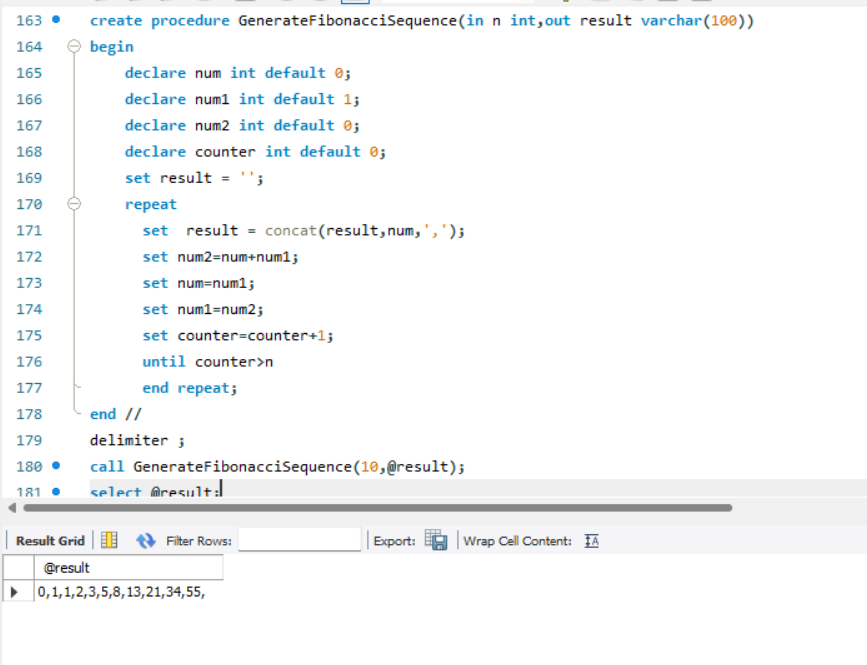 163 create procedure GenerateFibonacciSequence(in n int,out result varchar(100))
164 begin
165 declare num int default 0;
166 declare num1 int default 1;
167 declare num2 int default 0;
168 declare counter int default 0;
169 set result = '';
170 repeat
171 set  result = concat(result,num,',');
172 set num2=num+num1;
173 set num=num1;
174 set num1=num2;
175 set counter=counter+1;
176 until counter>n
177 end repeat;
178 end //
179 delimiter ;
180 call GenerateFibonacciSequence(10,@result);
181 select @result;
Result Grid Filter Rows: Export: Wrap Cell Content: IA
@result
0,1,1,2,3,5,8,13,21,34,55,